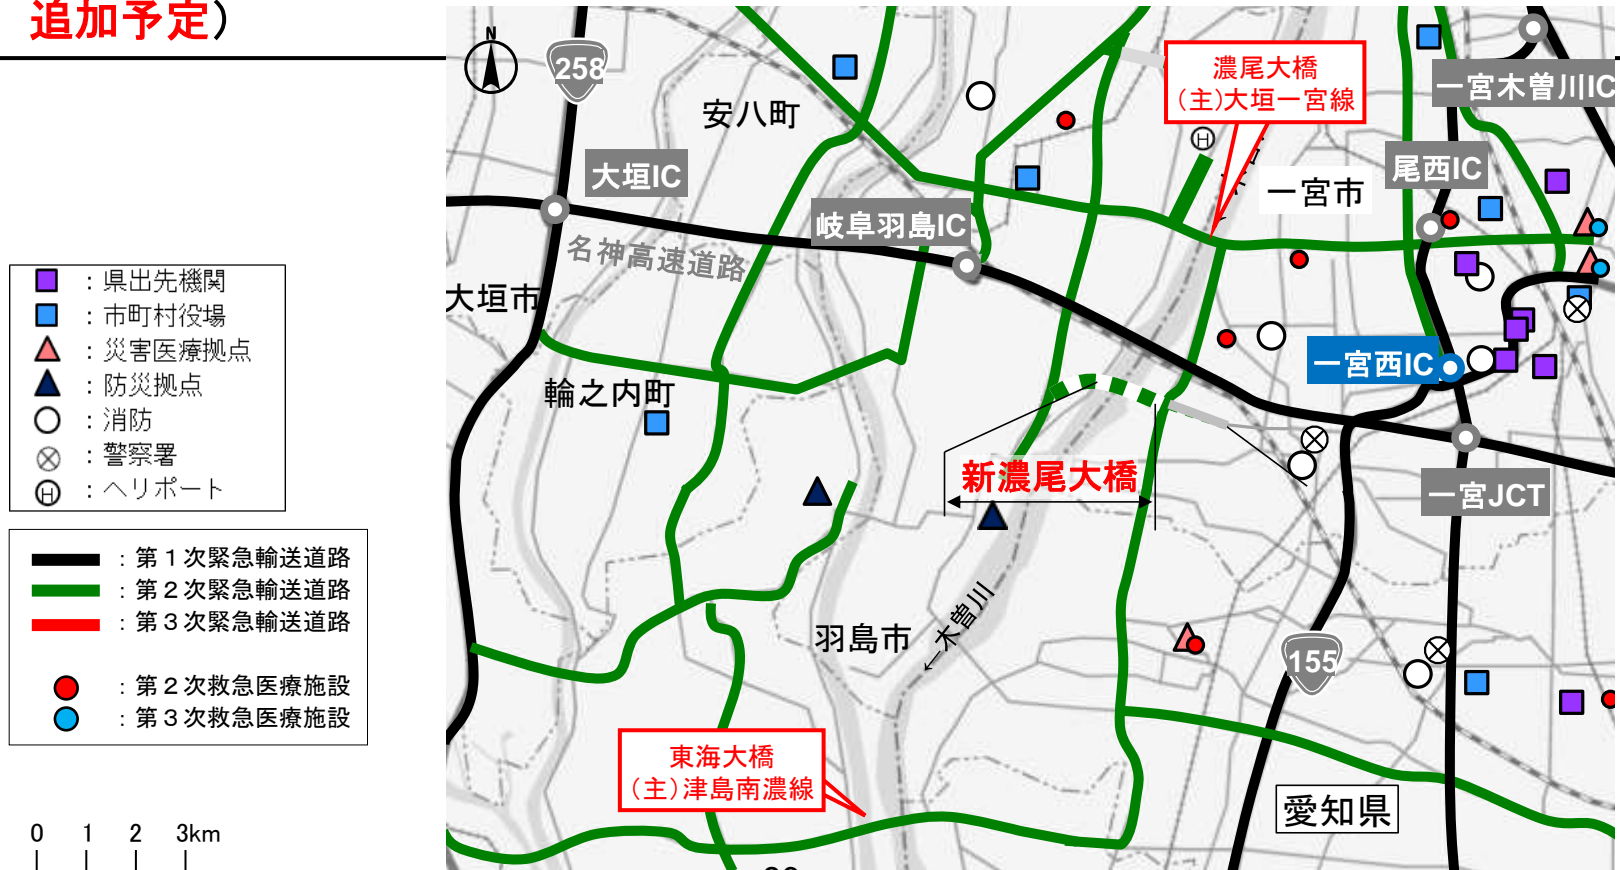 追加予定）
N
258
濃尾大橋
（主）大垣一宮線
一宮木曽川IC
安八町
H
大垣IC
尾西IC
一宮市
岐阜羽島IC
名神高速道路
大垣市
一宮西IC
輪之内町
新濃尾大橋
一宮JCT
羽島市
←木曽川
155
東海大橋
（主）津島南濃線
愛知県
：県出先機関
：市町村役場
：災害医療拠点
：防災拠点
：消防
：警察署
H：ヘリポート
：第１次緊急輸送道路
：第２次緊急輸送道路
：第３次緊急輸送道路
：第２次救急医療施設
：第３次救急医療施設
0 1 2 3km